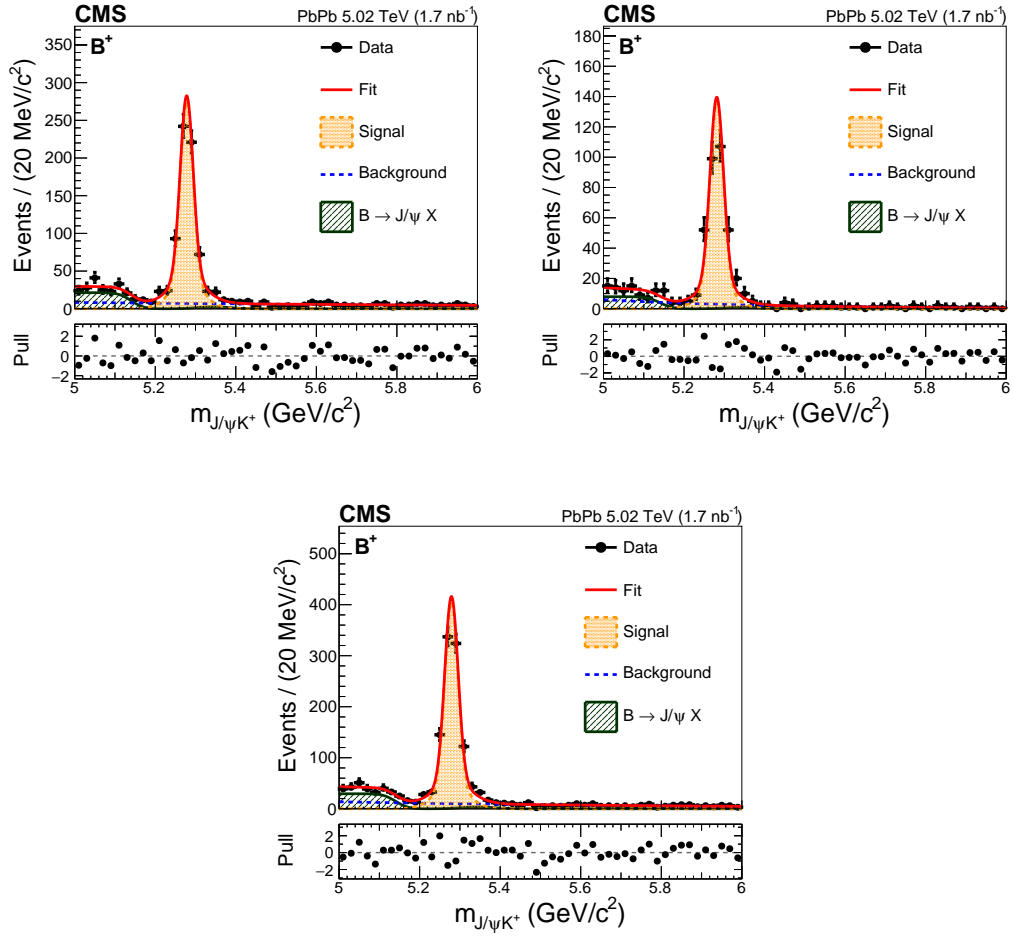 CMS PbPb 5.02 TeV (1.7 nb⁻¹)
B⁺
Events / (20 MeV/c²)
350
300
250
200
150
100
50
0
Data
Fit
Signal
Background
B → J/ψ X
Pull
2
0
−2
5 5.2 5.4 5.6 5.8 6
m_J/ψK⁺ (GeV/c²)
CMS PbPb 5.02 TeV (1.7 nb⁻¹)
B⁺
Events / (20 MeV/c²)
180
160
140
120
100
80
60
40
20
0
Data
Fit
Signal
Background
B → J/ψ X
Pull
2
0
−2
5 5.2 5.4 5.6 5.8 6
m_J/ψK⁺ (GeV/c²)
CMS PbPb 5.02 TeV (1.7 nb⁻¹)
B⁺
Events / (20 MeV/c²)
500
400
300
200
100
0
Data
Fit
Signal
Background
B → J/ψ X
Pull
2
0
−2
5 5.2 5.4 5.6 5.8 6
m_J/ψK⁺ (GeV/c²)